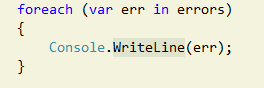 foreach (var err in errors)
{
    Console.WriteLine(err);
}